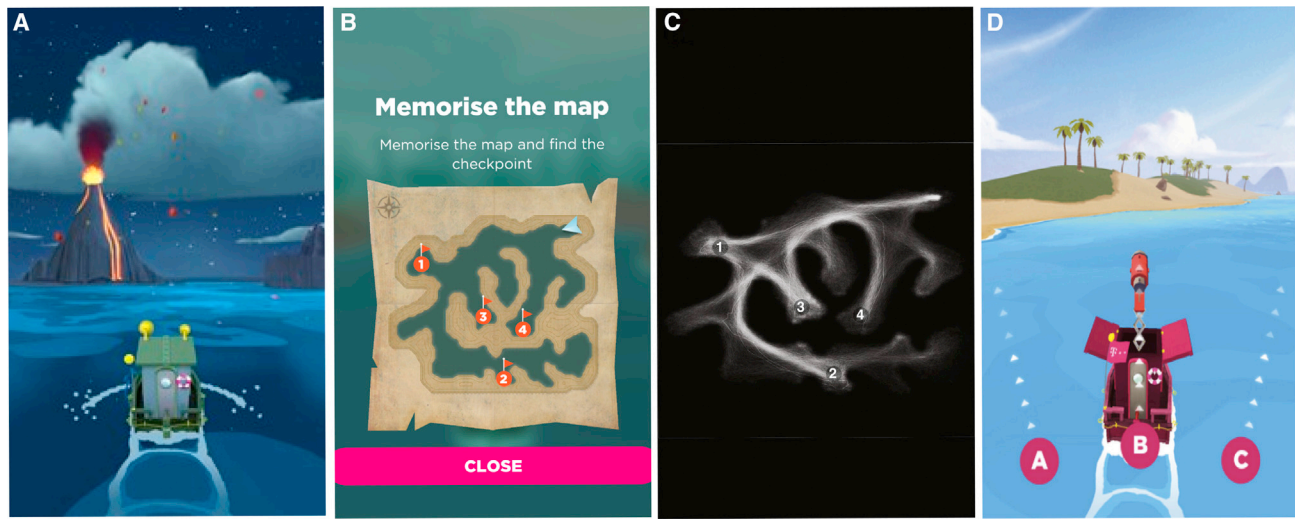 A
B
Memorise the map
Memorise the map and find the
checkpoint
1
3
4
2
CLOSE
C
1
3
4
2
D
T
A
B
C